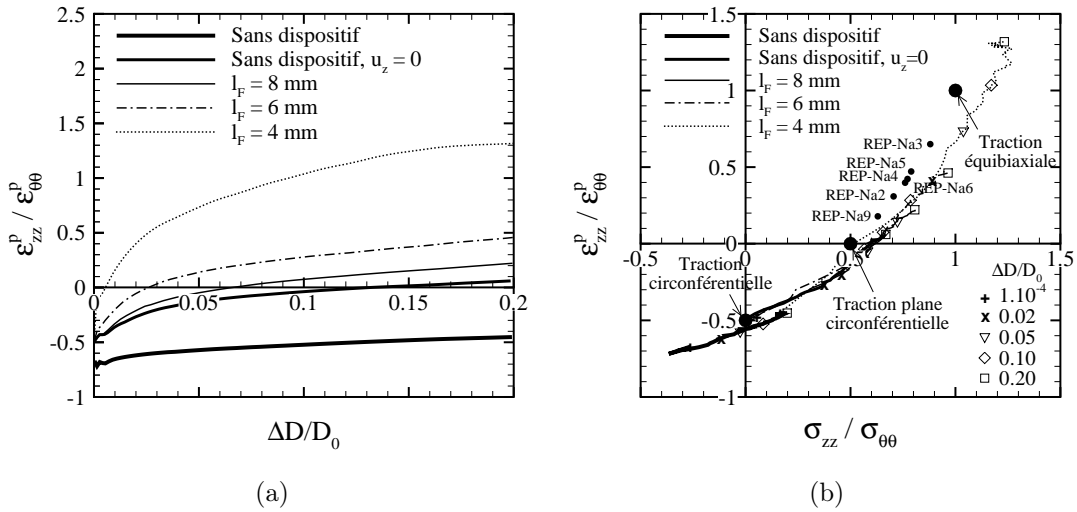 Sans dispositif
Sans dispositif, u_z = 0
l_F = 8 mm
l_F = 6 mm
l_F = 4 mm
2.5
2
1.5
1
0.5
0
-0.5
-1
0
0.05
0.1
0.15
0.2
ε^p_zz / ε^p_θθ
ΔD/D_0
(a)
Sans dispositif
Sans dispositif, u_z=0
l_F = 8 mm
l_F = 6 mm
l_F = 4 mm
1.5
1
0.5
0
-0.5
-1
-0.5
0
0.5
1
1.5
REP-Na3
REP-Na5
REP-Na4
REP-Na6
REP-Na2
REP-Na9
Traction
équibiaxiale
Traction
circonférentielle
Traction plane
circonférentielle
ΔD/D_0
1.10^-4
0.02
0.05
0.10
0.20
ε^p_zz / ε^p_θθ
σ_zz / σ_θθ
(b)